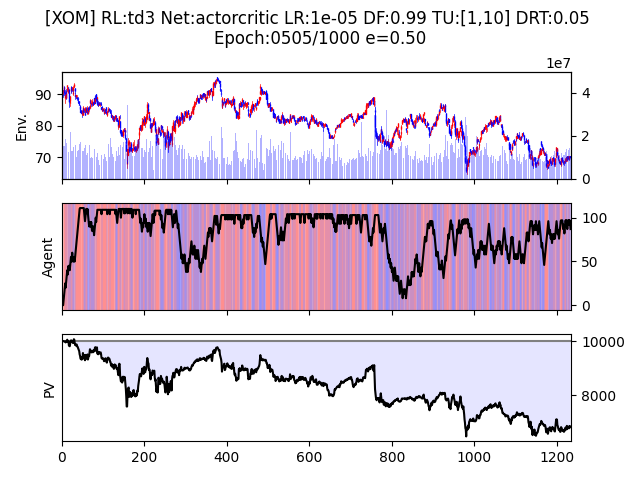 [XOM] RL:td3 Net:actorcritic LR:1e-05 DF:0.99 TU:[1,10] DRT:0.05
Epoch:0505/1000 e=0.50
1e7
Env.
90
80
70
4
2
0
Agent
100
50
0
PV
10000
8000
0 200 400 600 800 1000 1200